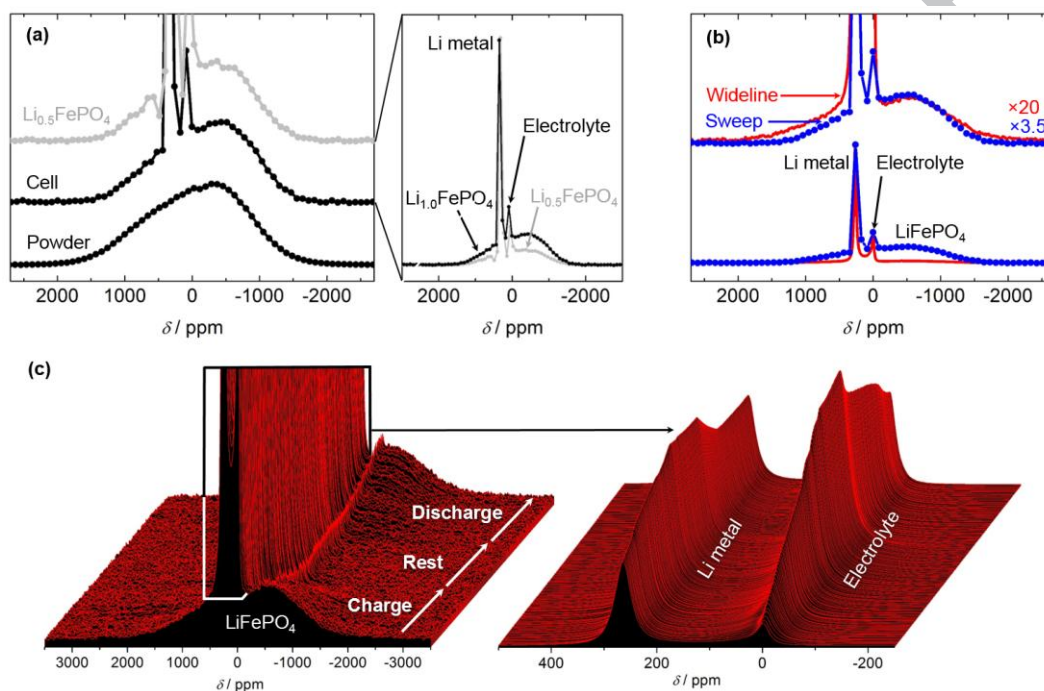 (a)
Li0.5FePO4
Cell
Powder
2000 1000 0 -1000 -2000
δ / ppm
Li metal
Electrolyte
Li1.0FePO4
Li0.5FePO4
2000 0 -2000
δ / ppm
(b)
Wideline
Sweep
×20
×3.5
Li metal
Electrolyte
LiFePO4
2000 1000 0 -1000 -2000
δ / ppm
(c)
Discharge
Rest
Charge
LiFePO4
3000 2000 1000 0 -1000 -2000 -3000
δ / ppm
Li metal
Electrolyte
400 200 0 -200
δ / ppm